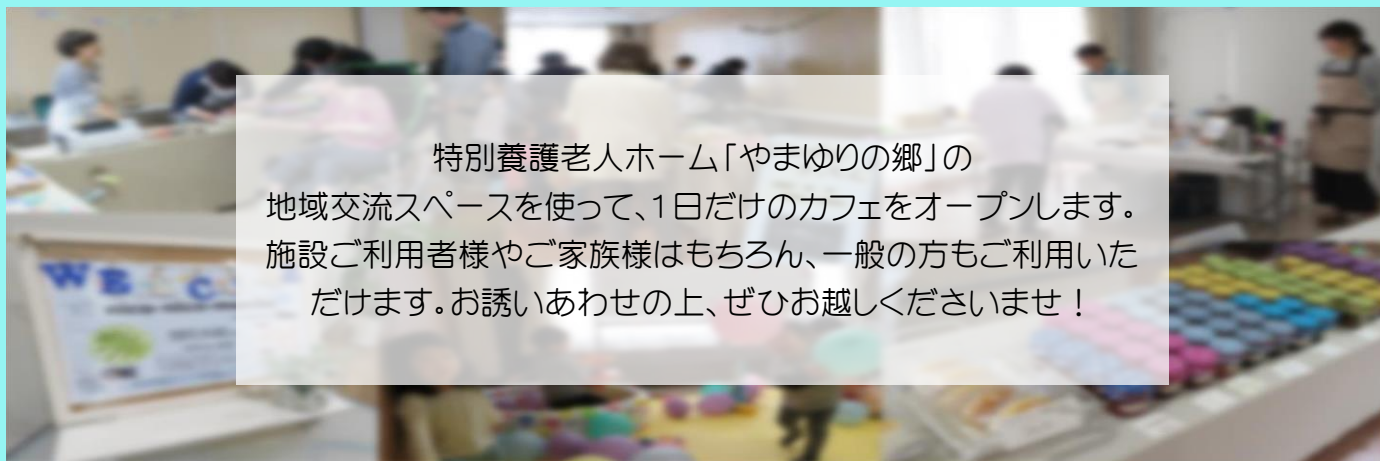 特別養護老人ホーム「やまゆりの郷」の
地域交流スペースを使って、1日だけのカフェをオープンします。
施設ご利用者様やご家族様はもちろん、一般の方もご利用いた
だけます。お誘いあわせの上、ぜひお越しくださいませ！